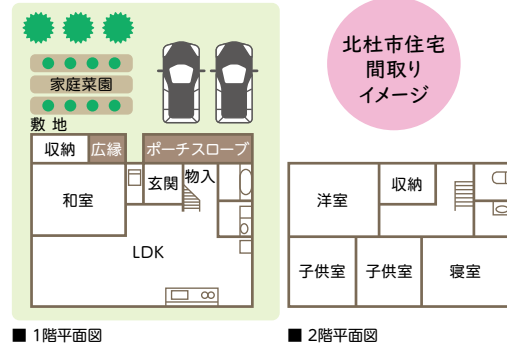 北杜市住宅
間取り
イメージ
家庭菜園
敷地
収納 広縁 ポーチスロープ
和室 玄関 物入
LDK
洋室 収納
子供室 子供室 寝室
■ 1階平面図
■ 2階平面図